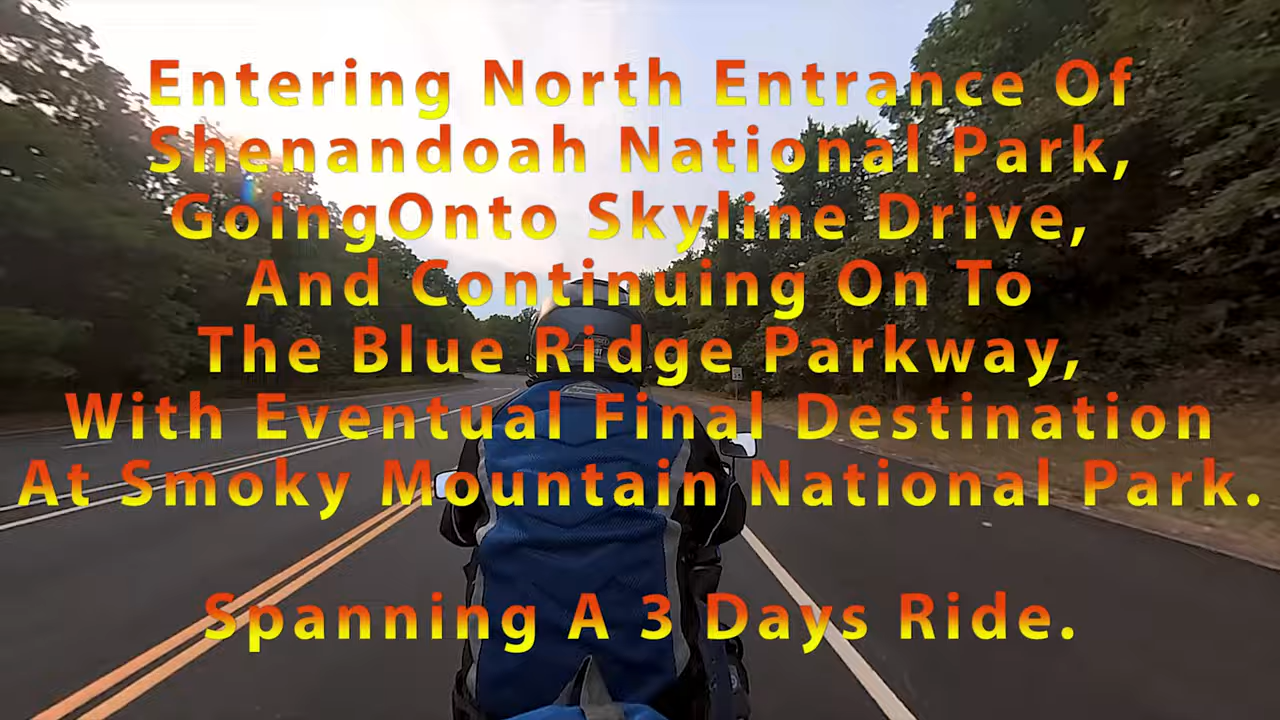 Entering North Entrance Of
Shenandoah National Park,
GoingOnto Skyline Drive,
And Continuing On To
The Blue Ridge Parkway,
With Eventual Final Destination
At Smoky Mountain National Park.
Spanning A 3 Days Ride.